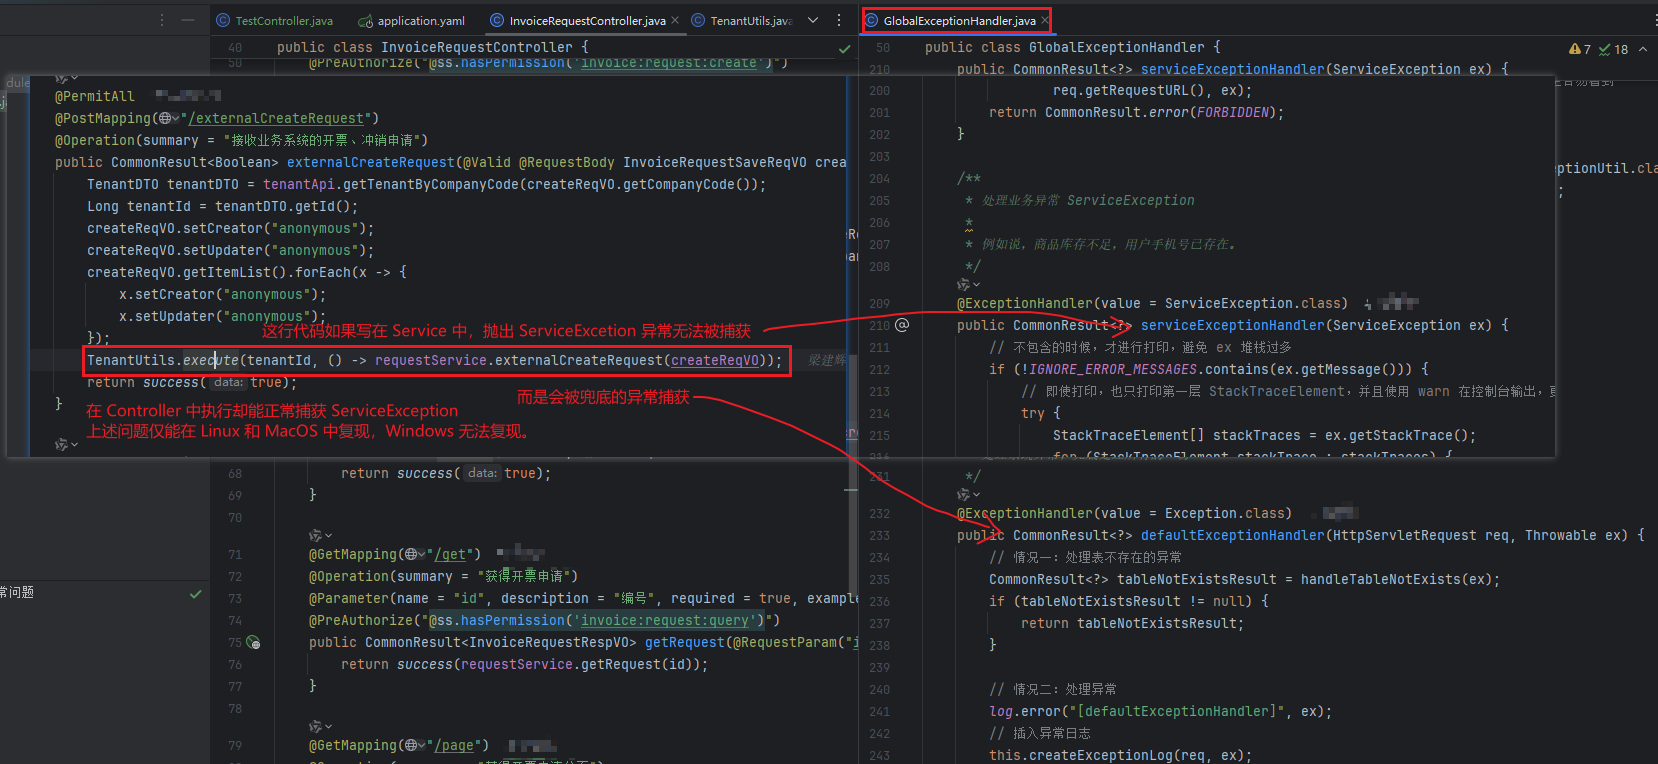 TestController.java
application.yaml
InvoiceRequestController.java
TenantUtils.java
GlobalExceptionHandler.java
40 public class InvoiceRequestController {
50 @PreAuthorize("@ss.hasPermission('invoice:request:create')")
@PermitAll
@PostMapping("/externalCreateRequest")
@Operation(summary = "接收业务系统的开票、冲销申请")
public CommonResult<Boolean> externalCreateRequest(@Valid @RequestBody InvoiceRequestSaveReqVO crea
TenantDTO tenantDTO = tenantApi.getTenantByCompanyCode(createReqVO.getCompanyCode());
Long tenantId = tenantDTO.getId();
createReqVO.setCreator("anonymous");
createReqVO.setUpdater("anonymous");
createReqVO.getItemList().forEach(x -> {
x.setCreator("anonymous");
x.setUpdater("anonymous");
});
这行代码如果写在 Service 中，抛出 ServiceExcetion 异常无法被捕获
TenantUtils.execute(tenantId, () -> requestService.externalCreateRequest(createReqVO));
return success( data: true);
而是会被兜底的异常捕获
}
在 Controller 中执行却能正常捕获 ServiceException
上述问题仅能在 Linux 和 MacOS 中复现，Windows 无法复现。
68 return success( data: true);
69 }
70
71 @GetMapping("/get")
72 @Operation(summary = "获得开票申请")
73 @Parameter(name = "id", description = "编号", required = true, example
74 @PreAuthorize("@ss.hasPermission('invoice:request:query')")
75 public CommonResult<InvoiceRequestRespVO> getRequest(@RequestParam("i
76 return success(requestService.getRequest(id));
77 }
78
79 @GetMapping("/page")
常问题
50 public class GlobalExceptionHandler {
7 18
210 public CommonResult<?> serviceExceptionHandler(ServiceException ex) {
200 req.getRequestURL(), ex);
201 return CommonResult.error(FORBIDDEN);
202 }
203
204 /**
205 * 处理业务异常 ServiceException
206 *
207 * 例如说，商品库存不足，用户手机号已存在。
208 */
209 @ExceptionHandler(value = ServiceException.class)
210 public CommonResult<?> serviceExceptionHandler(ServiceException ex) {
211 // 不包含的时候，才进行打印，避免 ex 堆栈过多
212 if (!IGNORE_ERROR_MESSAGES.contains(ex.getMessage())) {
213 // 即使打印，也只打印第一层 StackTraceElement，并且使用 warn 在控制台输出，更
214 try {
215 StackTraceElement[] stackTraces = ex.getStackTrace();
for (StackTraceElement stackTrace : stackTraces) {
231 */
232 @ExceptionHandler(value = Exception.class)
233 public CommonResult<?> defaultExceptionHandler(HttpServletRequest req, Throwable ex) {
234 // 情况一：处理表不存在的异常
235 CommonResult<?> tableNotExistsResult = handleTableNotExists(ex);
236 if (tableNotExistsResult != null) {
237 return tableNotExistsResult;
238 }
239
240 // 情况二：处理异常
241 log.error("[defaultExceptionHandler]", ex);
242 // 插入异常日志
243 this.createExceptionLog(req, ex);
eptionUtil.cla
;